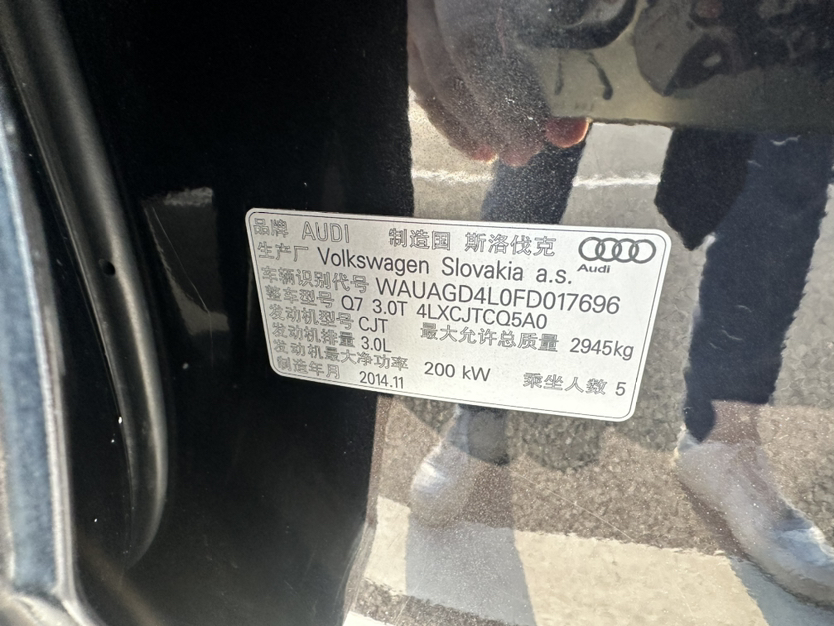 品牌 AUDI 制造国 斯洛伐克
Audi
生产厂 Volkswagen Slovakia a.s.
车辆识别代号 WAUAGD4L0FD017696
整车型号 Q7 3.0T 4LXCJTCQ5A0
发动机型号 CJT 最大允许总质量 2945kg
发动机排量 3.0L
发动机最大净功率 200 kW 乘坐人数 5
制造年月 2014.11